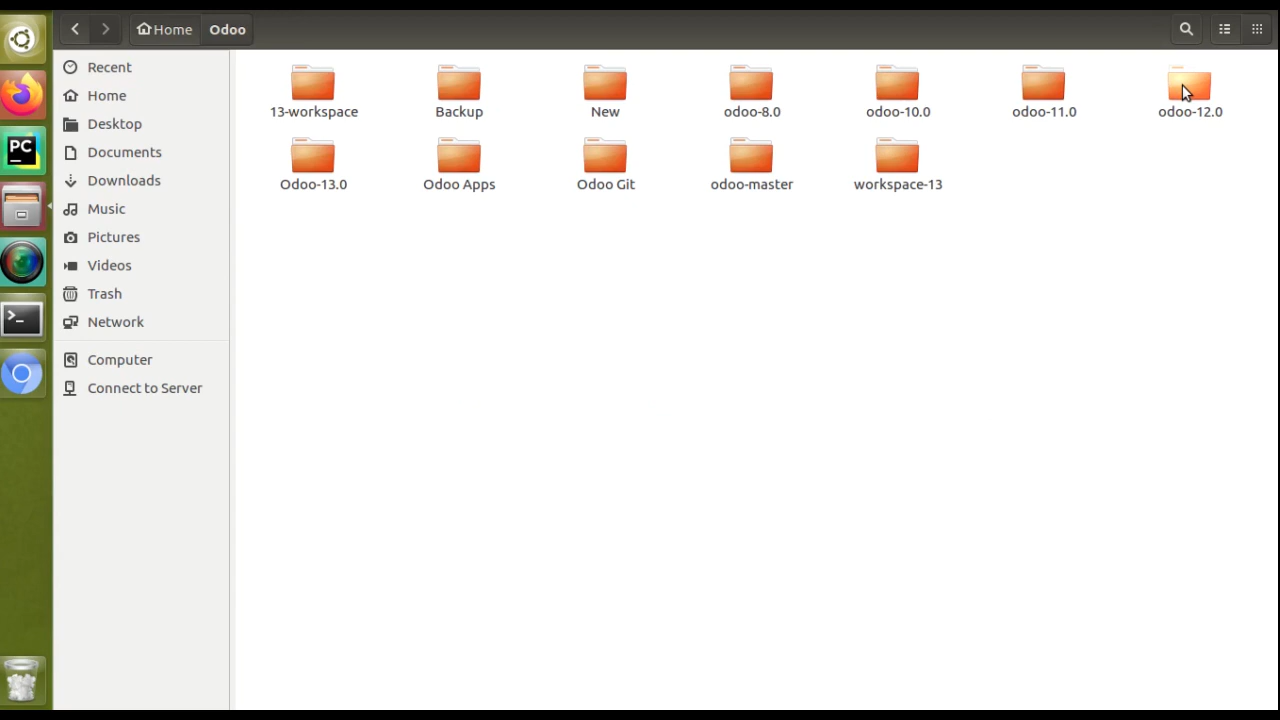 Home Odoo
Recent
Home
Desktop
Documents
Downloads
Music
Pictures
Videos
Trash
Network
Computer
Connect to Server
13-workspace Backup New odoo-8.0 odoo-10.0 odoo-11.0 odoo-12.0
Odoo-13.0 Odoo Apps Odoo Git odoo-master workspace-13
PC
>_